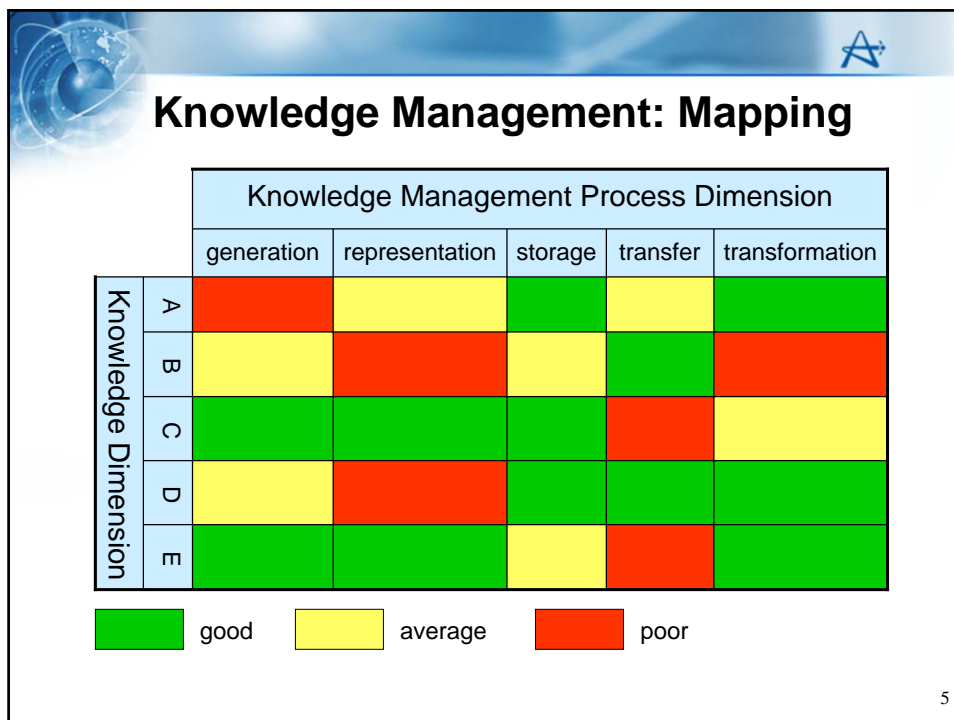 Knowledge Management: Mapping
Knowledge Management Process Dimension
generation representation storage transfer transformation
Knowledge Dimension
A
B
C
D
E
good average poor
5